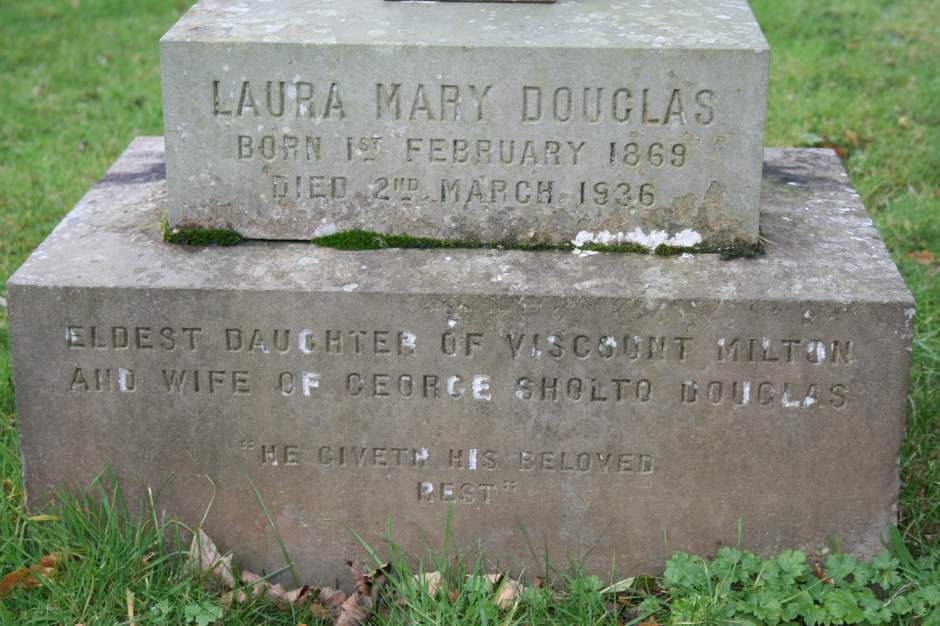 LAURA MARY DOUGLAS
BORN 1ST FEBRUARY 1869
DIED 2ND MARCH 1936
ELDEST DAUGHTER OF VISCOUNT MILTON
AND WIFE OF GEORGE SHOLTO DOUGLAS
"HE GIVETH HIS BELOVED
REST"